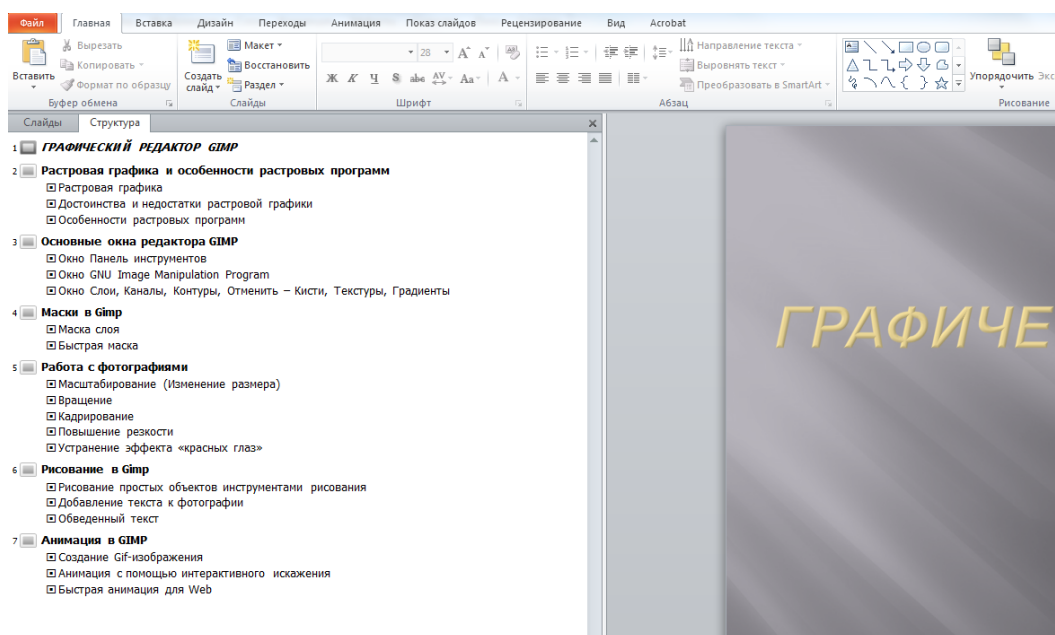 Файл Главная Вставка Дизайн Переходы Анимация Показ слайдов Рецензирование Вид Acrobat
Вставить
Вырезать
Копировать
Формат по образцу
Буфер обмена
Создать слайд
Макет
Восстановить
Раздел
Слайды
28
Ж К Ч S abc AV Aa A
Шрифт
Направление текста
Выровнять текст
Преобразовать в SmartArt
Абзац
Упорядочить Экс
Рисование
Слайды Структура
1 ГРАФИЧЕСКИЙ РЕДАКТОР GIMP
2 Растровая графика и особенности растровых программ
Растровая графика
Достоинства и недостатки растровой графики
Особенности растровых программ
3 Основные окна редактора GIMP
Окно Панель инструментов
Окно GNU Image Manipulation Program
Окно Слои, Каналы, Контуры, Отменить – Кисти, Текстуры, Градиенты
4 Маски в Gimp
Маска слоя
Быстрая маска
5 Работа с фотографиями
Масштабирование (Изменение размера)
Вращение
Кадрирование
Повышение резкости
Устранение эффекта «красных глаз»
6 Рисование в Gimp
Рисование простых объектов инструментами рисования
Добавление текста к фотографии
Обведенный текст
7 Анимация в GIMP
Создание Gif-изображения
Анимация с помощью интерактивного искажения
Быстрая анимация для Web
ГРАФИЧЕ